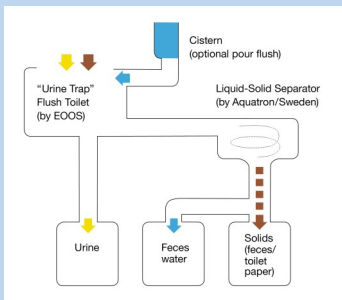 Cistern
(optional pour flush)
“Urine Trap”
Flush Toilet
(by EOOS)
Liquid-Solid Separator
(by Aquatron/Sweden)
Urine
Feces
water
Solids
(feces/
toilet
paper)